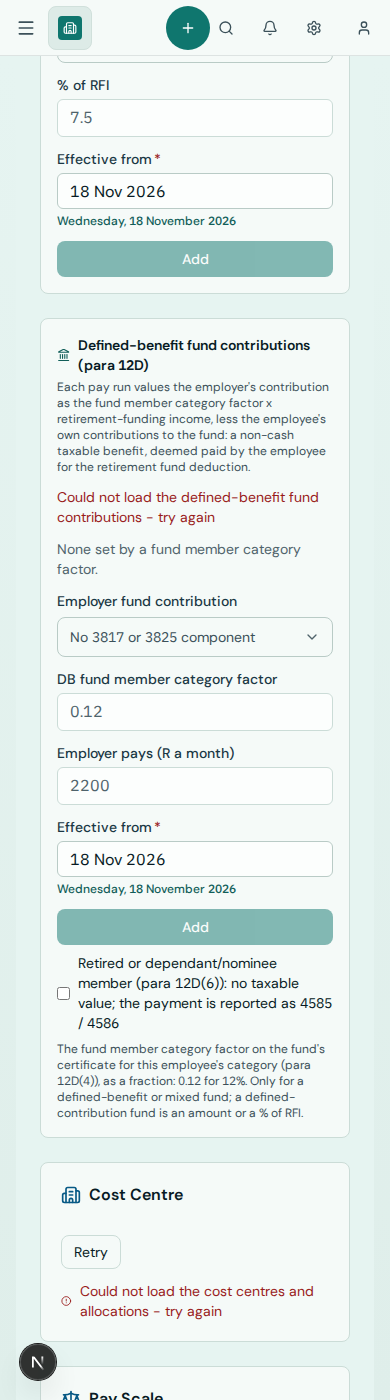 % of RFI
7.5
Effective from *
18 Nov 2026
Wednesday, 18 November 2026
Add
Defined-benefit fund contributions
(para 12D)
Each pay run values the employer's contribution
as the fund member category factor x
retirement-funding income, less the employee's
own contributions to the fund: a non-cash
taxable benefit, deemed paid by the employee
for the retirement fund deduction.
Could not load the defined-benefit fund
contributions - try again
None set by a fund member category
factor.
Employer fund contribution
No 3817 or 3825 component
DB fund member category factor
0.12
Employer pays (R a month)
2200
Effective from *
18 Nov 2026
Wednesday, 18 November 2026
Add
Retired or dependant/nominee
member (para 12D(6)): no taxable
value; the payment is reported as 4585
/ 4586
The fund member category factor on the fund's
certificate for this employee's category (para
12D(4)), as a fraction: 0.12 for 12%. Only for a
defined-benefit or mixed fund; a defined-
contribution fund is an amount or a % of RFI.
Cost Centre
Retry
Could not load the cost centres and
allocations - try again
N
Pay Scale